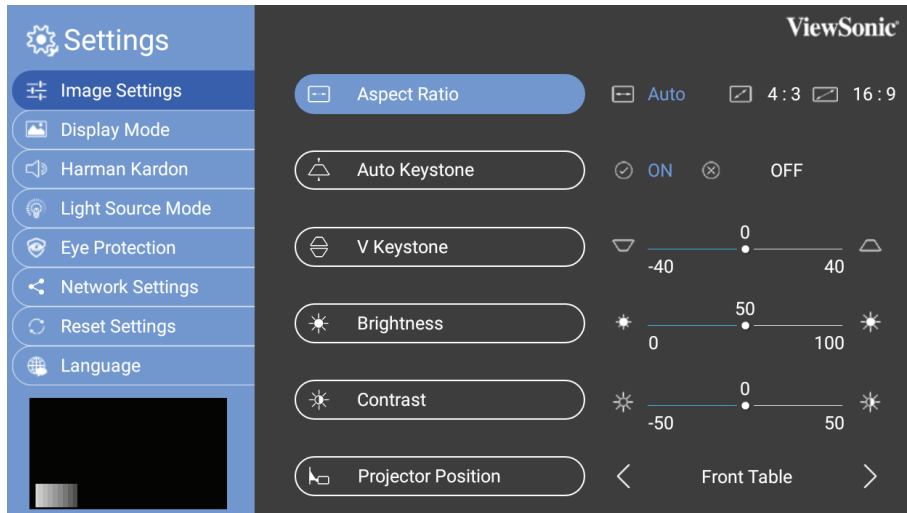 Settings
ViewSonic
Image Settings
Display Mode
Harman Kardon
Light Source Mode
Eye Protection
Network Settings
Reset Settings
Language
Aspect Ratio Auto 4:3 16:9
Auto Keystone ON OFF
V Keystone 0
-40 40
Brightness 50
0 100
Contrast 0
-50 50
Projector Position Front Table